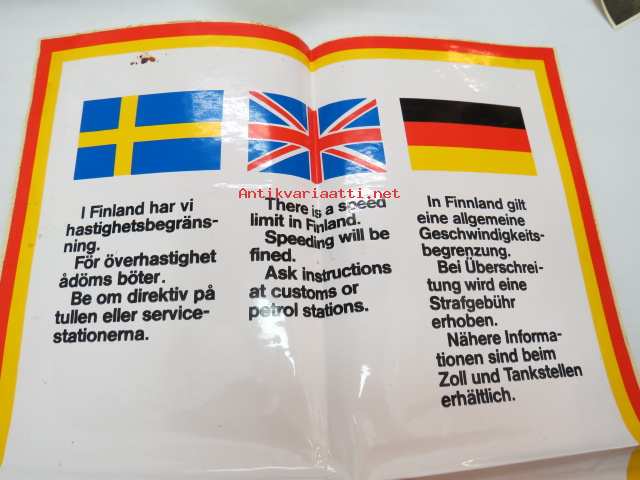 I Finland har vi
hastighetsbegräns-
ning.
För överhastighet
ådöms böter.
Be om direktiv på
tullen eller service-
stationerna.
Antikvariaatti.net
There is a speed
limit in Finland.
Speeding will be
fined.
Ask instructions
at customs or
petrol stations.
In Finnland gilt
eine allgemeine
Geschwindigkeits-
begrenzung.
Bei Überschrei-
tung wird eine
Strafgebühr
erhoben.
Nähere Informa-
tionen sind beim
Zoll und Tankstellen
erhältlich.